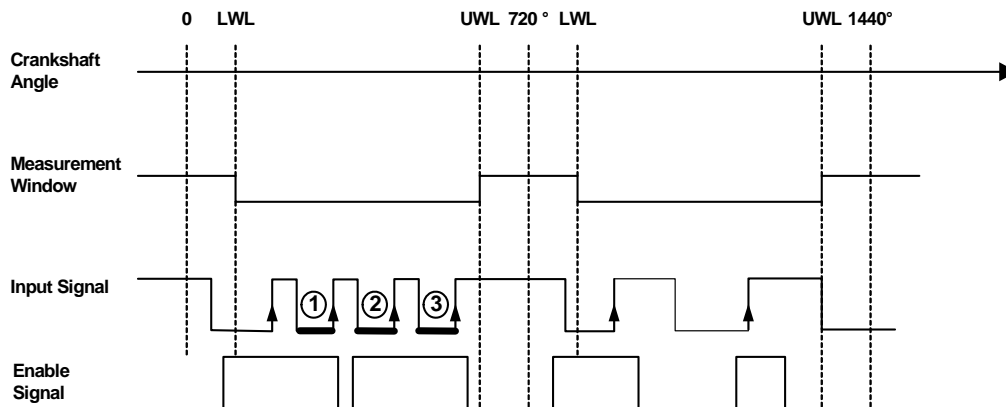 0 LWL UWL 720 ° LWL UWL 1440°
Crankshaft
Angle
Measurement
Window
Input Signal
1 2 3
Enable
Signal